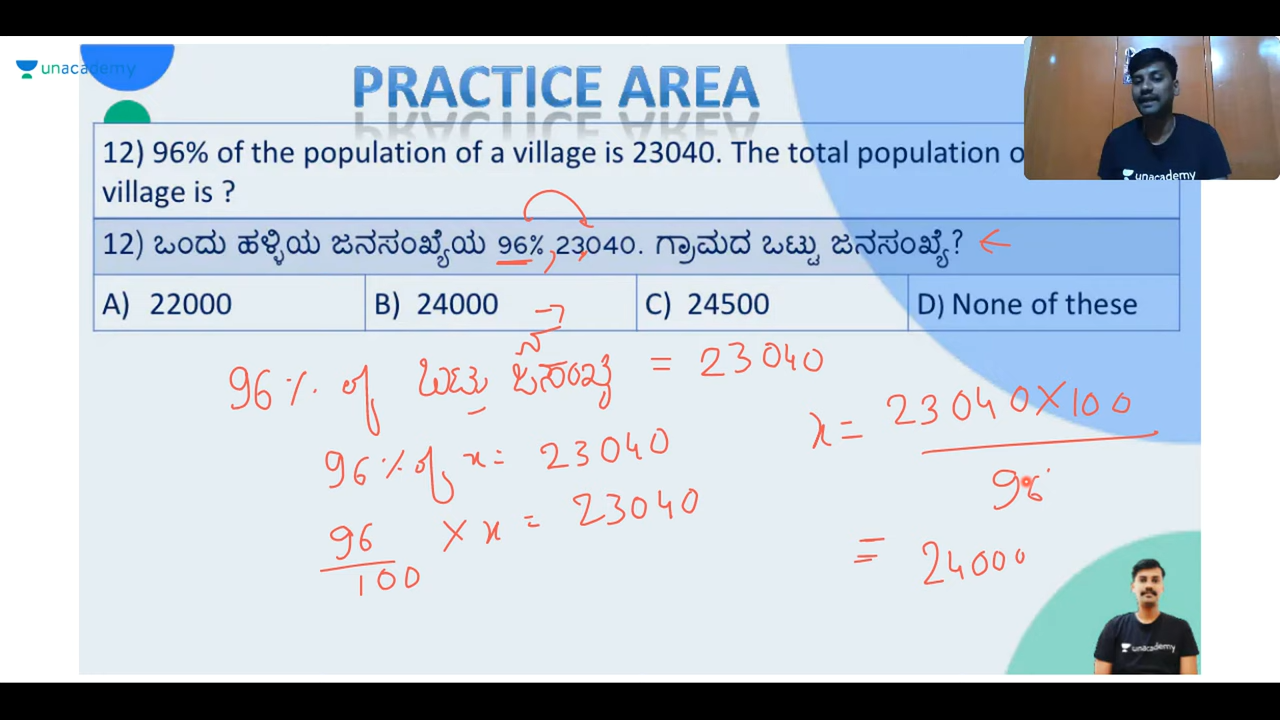 unacademy
PRACTICE AREA
12) 96% of the population of a village is 23040. The total population o
village is ?
12) ಒಂದು ಹಳ್ಳಿಯ ಜನಸಂಖ್ಯೆಯ 96%, 23040. ಗ್ರಾಮದ ಒಟ್ಟು ಜನಸಂಖ್ಯೆ? ←
A) 22000 B) 24000 C) 24500 D) None of these
96% of ಒಟ್ಟು ಜನಸಂಖ್ಯೆ = 23040
96% of x = 23040
96/100 × x = 23040
x = 23040×100/96
= 24000
unacademy
unacademy